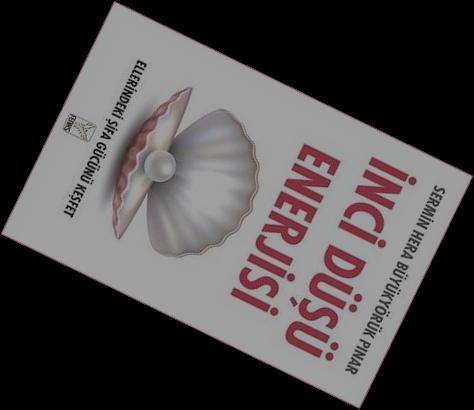 SERMİN HERA BÜYÜKYÖRÜK PINAR
İNCİ DÜŞÜ
ENERJİSİ
ELLERİNDEKİ ŞİFA GÜCÜNÜ KEŞFET